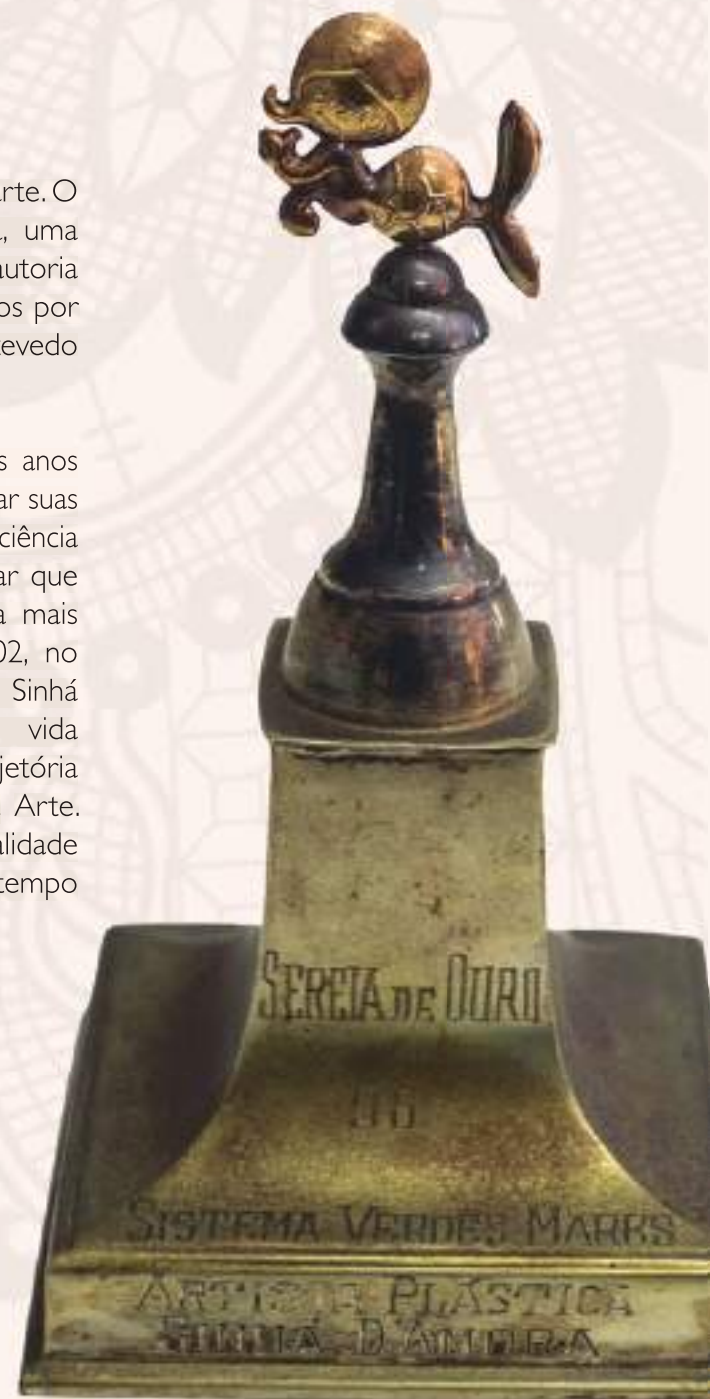 rte. O
, uma
autoria
os por
evedo
s anos
ar suas
ciência
ar que
a mais
02, no
Sinhá
vida
jetória
Arte.
alidade
tempo
SEREIA DE OURO
SISTEMA VERDES MARES
ARTISTA PLÁSTICA
SINHÁ D'AMORA